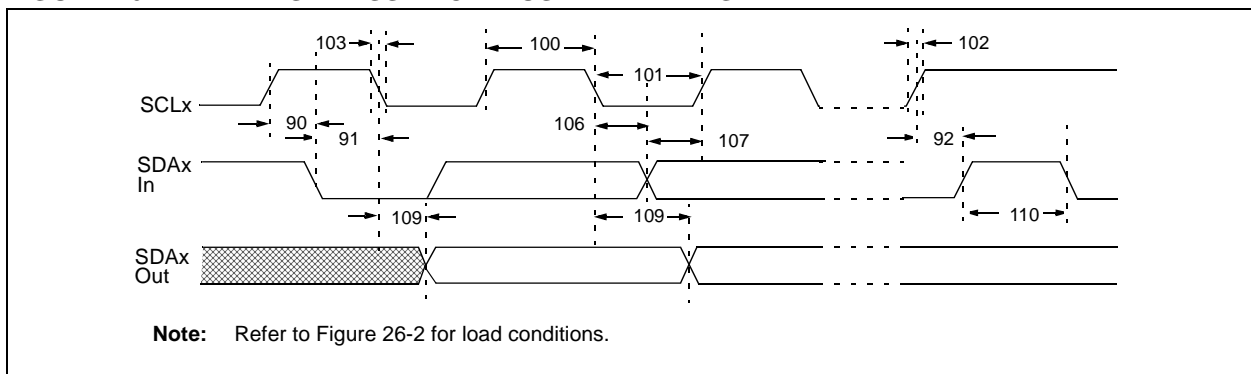 103
100
102
101
SCLx
90
91
106
107
92
SDAx
In
109
109
110
SDAx
Out
Note: Refer to Figure 26-2 for load conditions.